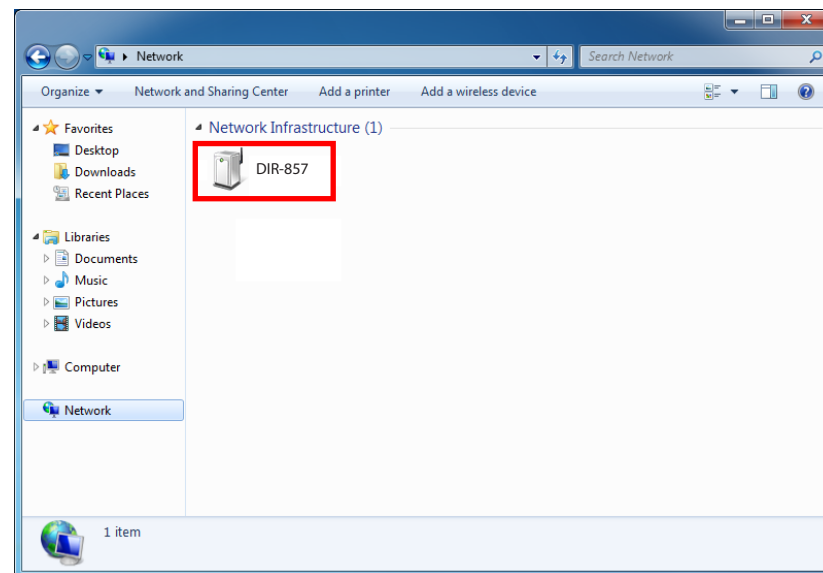 Network
Search Network
Organize Network and Sharing Center Add a printer Add a wireless device
Favorites
Desktop
Downloads
Recent Places
Libraries
Documents
Music
Pictures
Videos
Computer
Network
Network Infrastructure (1)
DIR-857
1 item